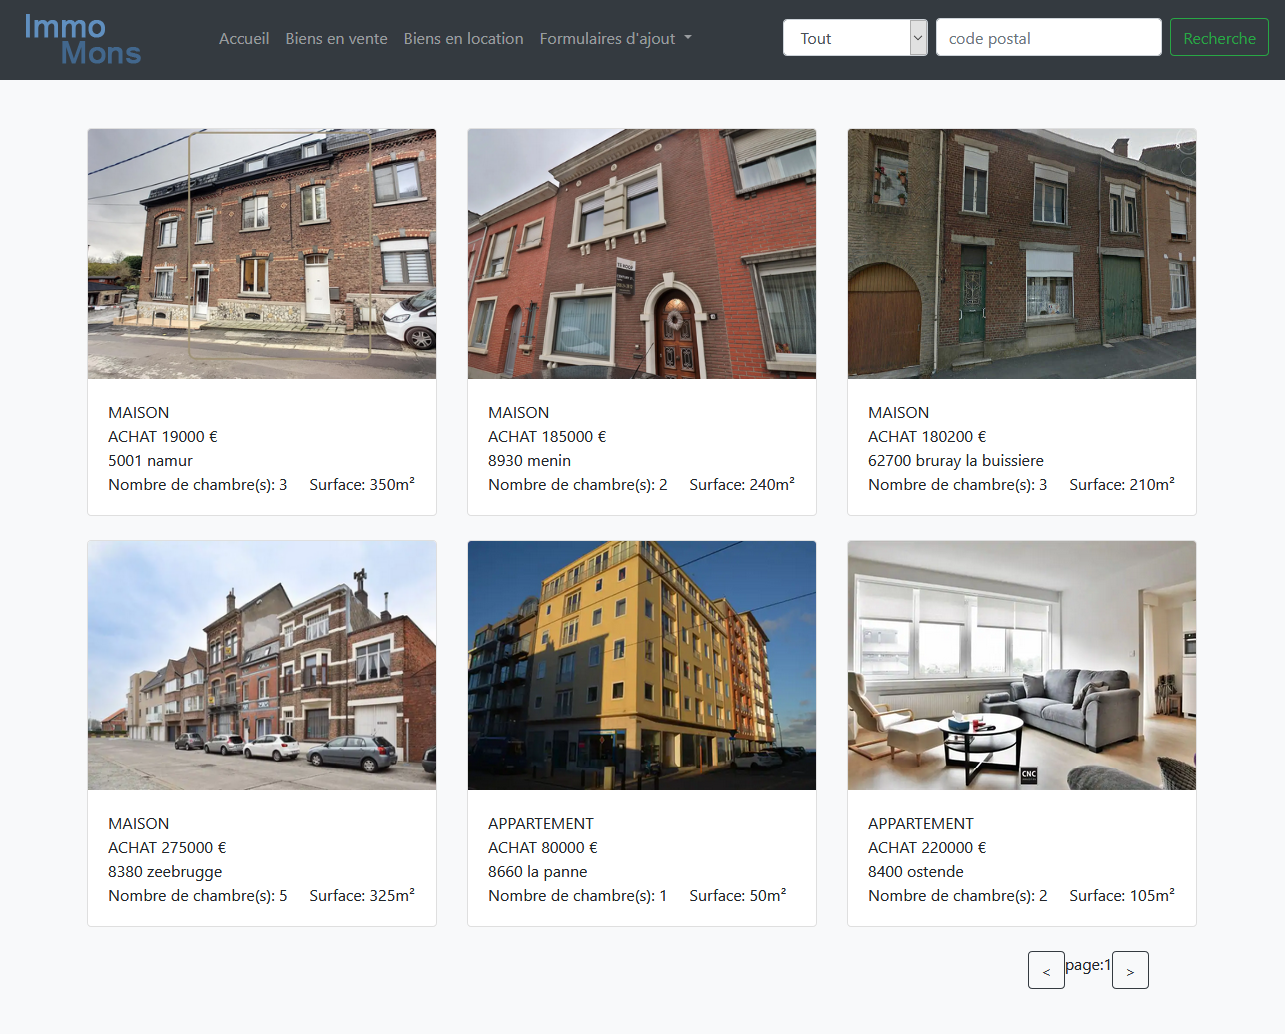 Immo
Mons
Accueil Biens en vente Biens en location Formulaires d'ajout
Tout
code postal
Recherche
MAISON
ACHAT 19000 €
5001 namur
Nombre de chambre(s): 3 Surface: 350m²
MAISON
ACHAT 185000 €
8930 menin
Nombre de chambre(s): 2 Surface: 240m²
MAISON
ACHAT 180200 €
62700 bruray la buissiere
Nombre de chambre(s): 3 Surface: 210m²
MAISON
ACHAT 275000 €
8380 zeebrugge
Nombre de chambre(s): 5 Surface: 325m²
APPARTEMENT
ACHAT 80000 €
8660 la panne
Nombre de chambre(s): 1 Surface: 50m²
CNC
APPARTEMENT
ACHAT 220000 €
8400 ostende
Nombre de chambre(s): 2 Surface: 105m²
< page:1 >